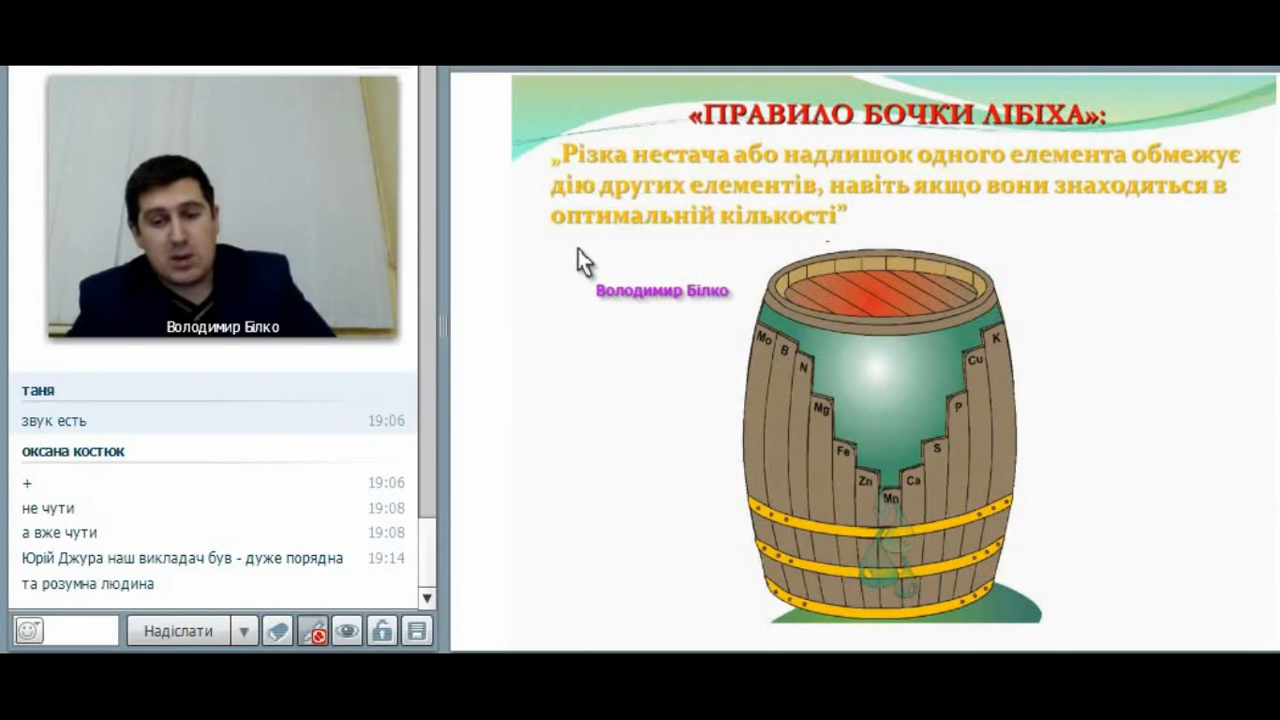 Володимир Білко
таня
звук есть 19:06
оксана костюк
+ 19:06
не чути 19:08
а вже чути 19:08
Юрій Джура наш викладач був - дуже порядна 19:14
та розумна людина
Надіслати
«ПРАВИЛО БОЧКИ ЛІБІХА»:
„Різка нестача або надлишок одного елемента обмежує
дію других елементів, навіть якщо вони знаходяться в
оптимальній кількості”
Володимир Білко
Mo
B
N
Mg
Fe
Zn
Mn
Ca
S
P
Cu
K